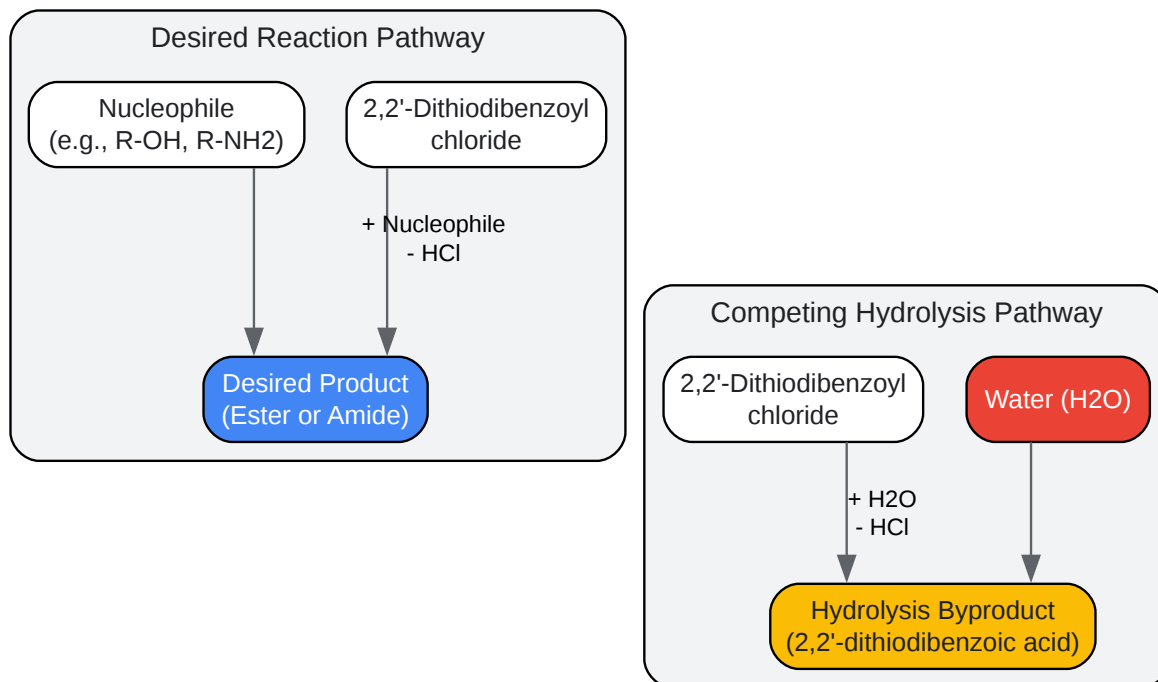 Desired Reaction Pathway
Nucleophile
(e.g., R-OH, R-NH2)
2,2'-Dithiodibenzoyl
chloride
+ Nucleophile
- HCl
Desired Product
(Ester or Amide)
Competing Hydrolysis Pathway
2,2'-Dithiodibenzoyl
chloride
Water (H2O)
+ H2O
- HCl
Hydrolysis Byproduct
(2,2'-dithiodibenzoic acid)